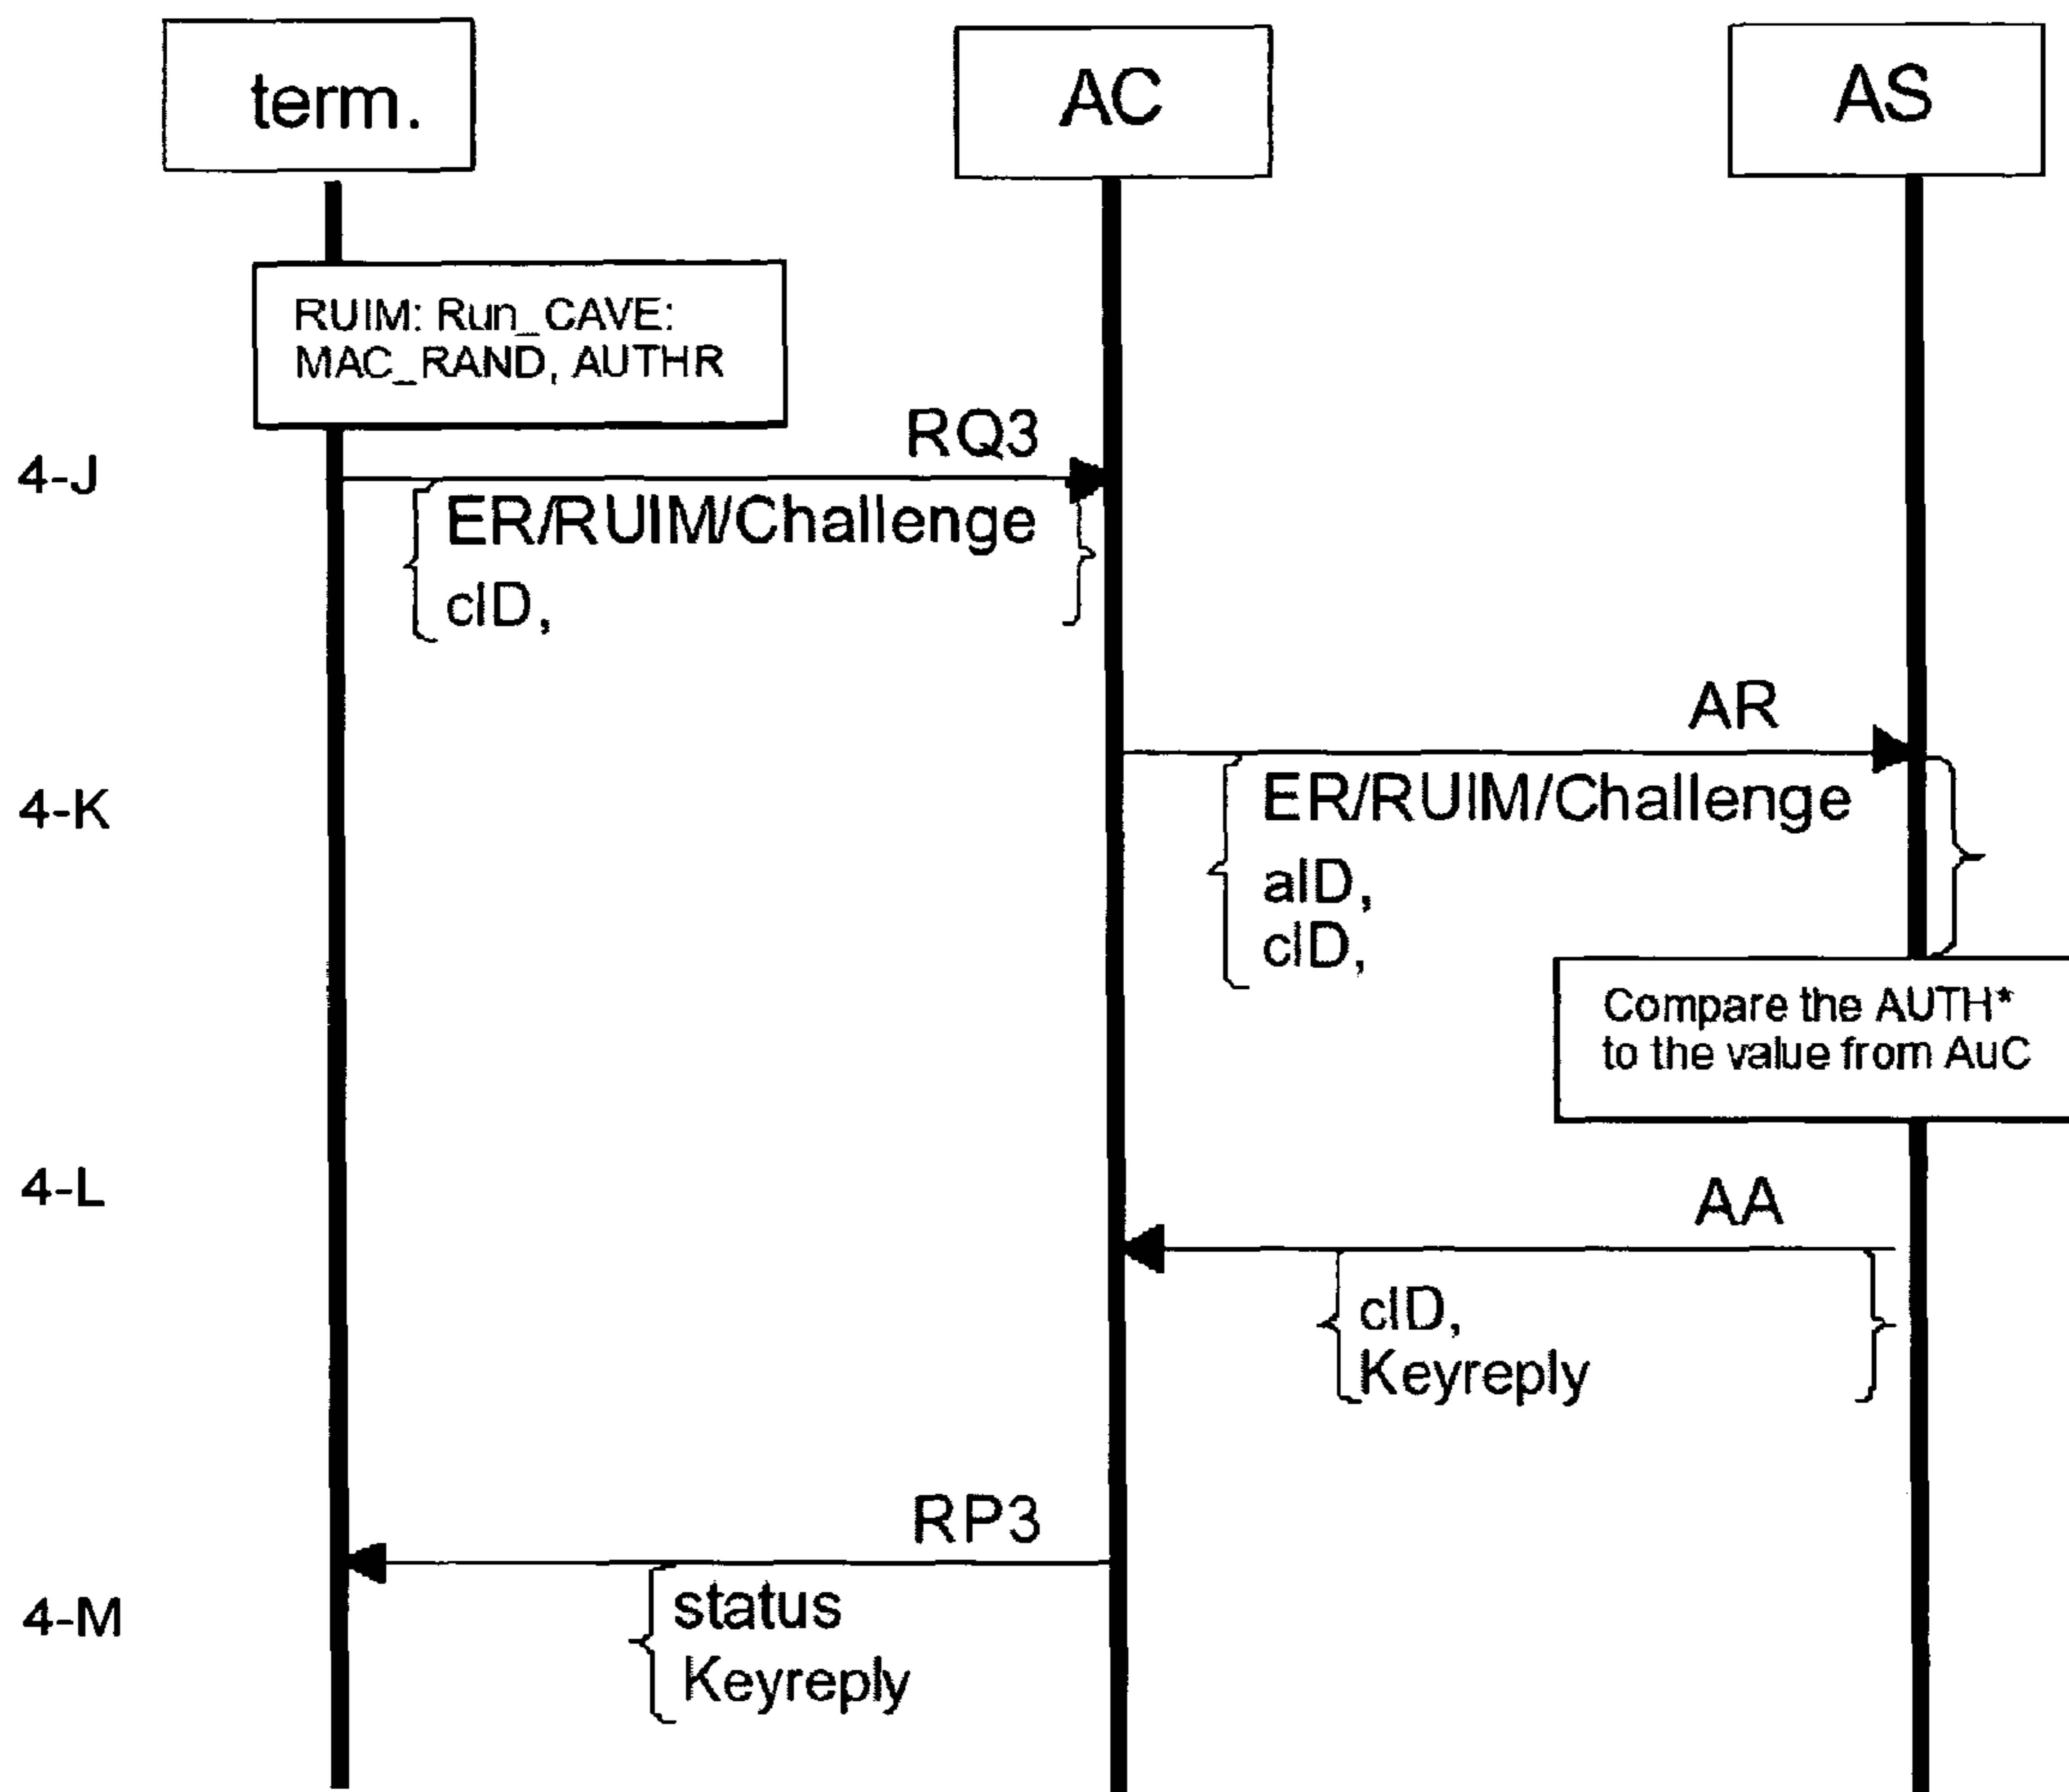 term.
AC
AS
RUIM: Run_CAVE:
MAC_RAND, AUTHR
RQ3
4-J
ER/RUIM/Challenge
cID,
AR
4-K
ER/RUIM/Challenge
aID,
cID,
Compare the AUTH*
to the value from AuC
4-L
AA
cID,
Keyreply
RP3
4-M
status
Keyreply